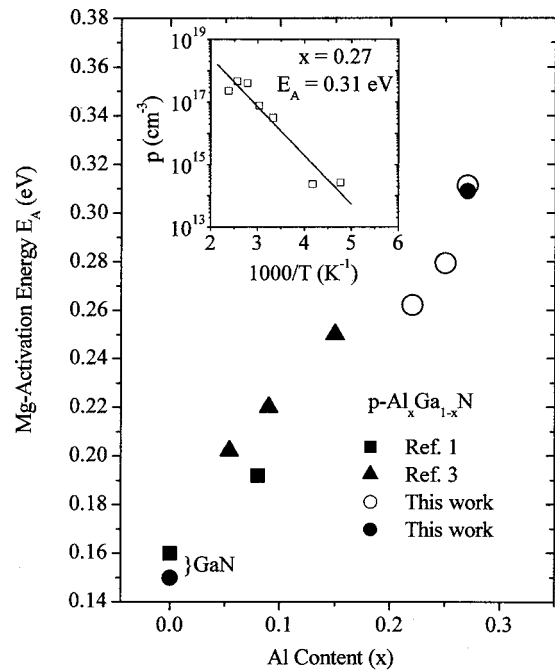 0.38
0.36
0.34
0.32
0.30
0.28
0.26
0.24
0.22
0.20
0.18
0.16
0.14
Mg-Activation Energy E_A (eV)
0.0
0.1
0.2
0.3
Al Content (x)
10^19
10^17
10^15
10^13
p (cm^-3)
2
3
4
5
6
1000/T (K^-1)
x = 0.27
E_A = 0.31 eV
p-Al_xGa_1-xN
Ref. 1
Ref. 3
This work
This work
}GaN